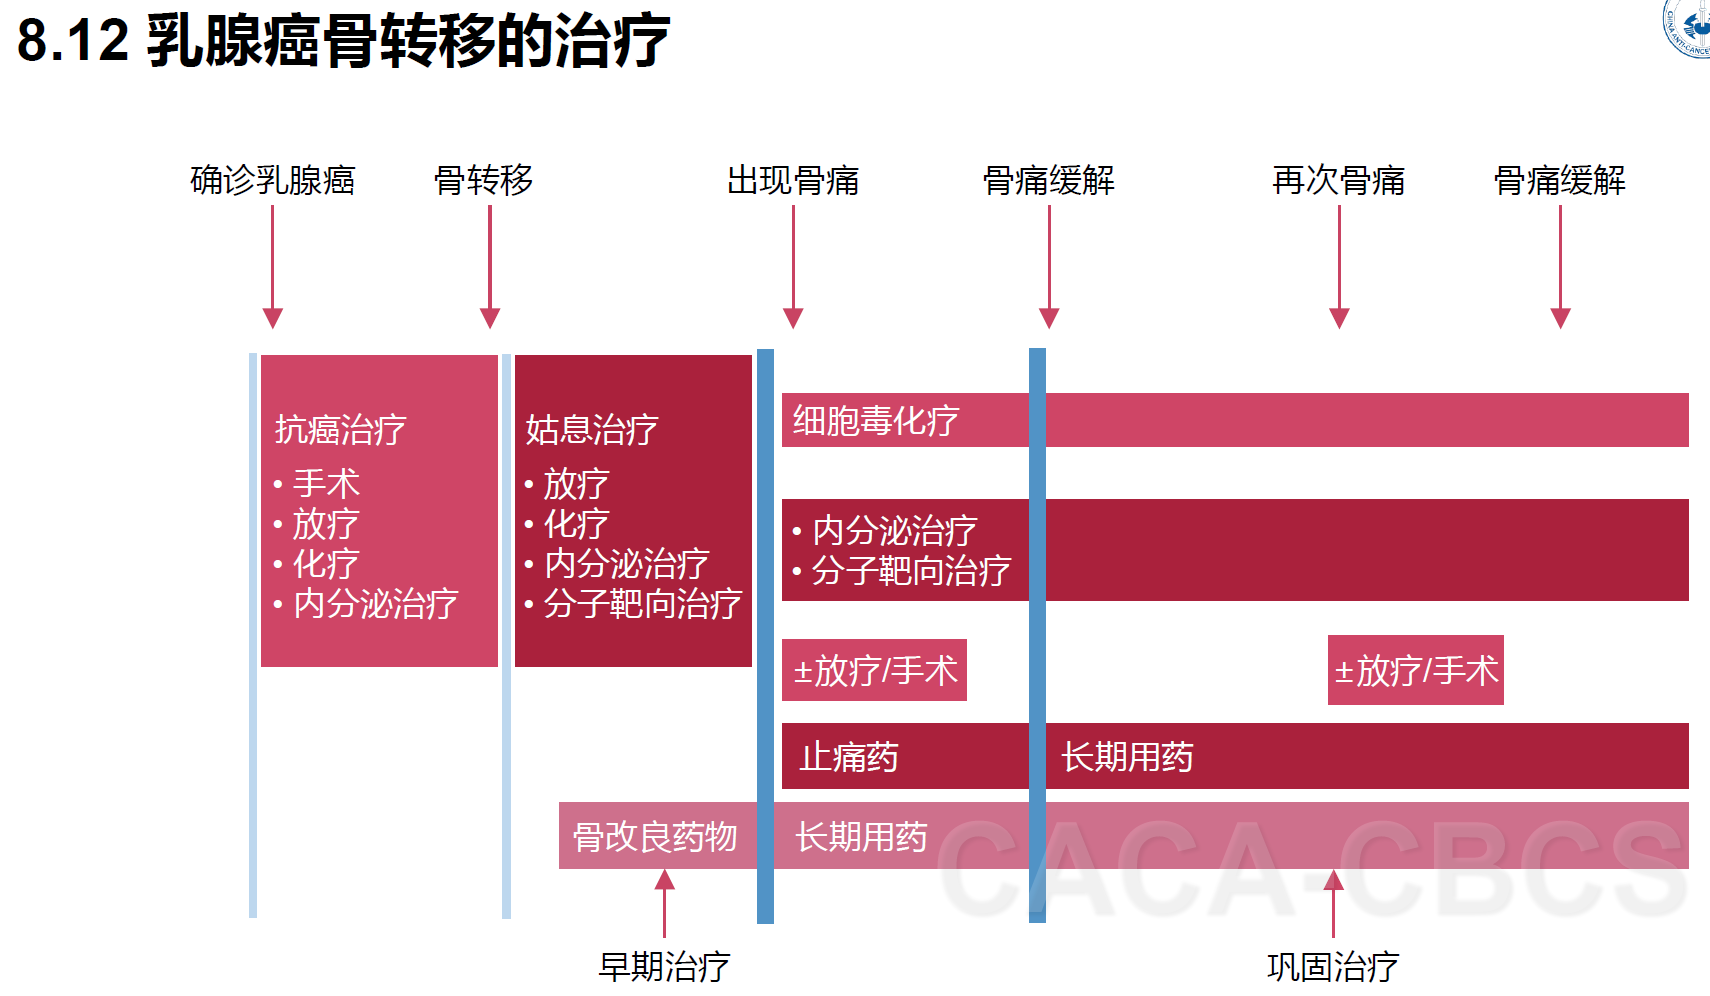 8.12 乳腺癌骨转移的治疗
确诊乳腺癌
骨转移
出现骨痛
骨痛缓解
再次骨痛
骨痛缓解
抗癌治疗
• 手术
• 放疗
• 化疗
• 内分泌治疗
姑息治疗
• 放疗
• 化疗
• 内分泌治疗
• 分子靶向治疗
细胞毒化疗
• 内分泌治疗
• 分子靶向治疗
±放疗/手术
±放疗/手术
止痛药
长期用药
骨改良药物
长期用药
CACA-CBCS
早期治疗
巩固治疗